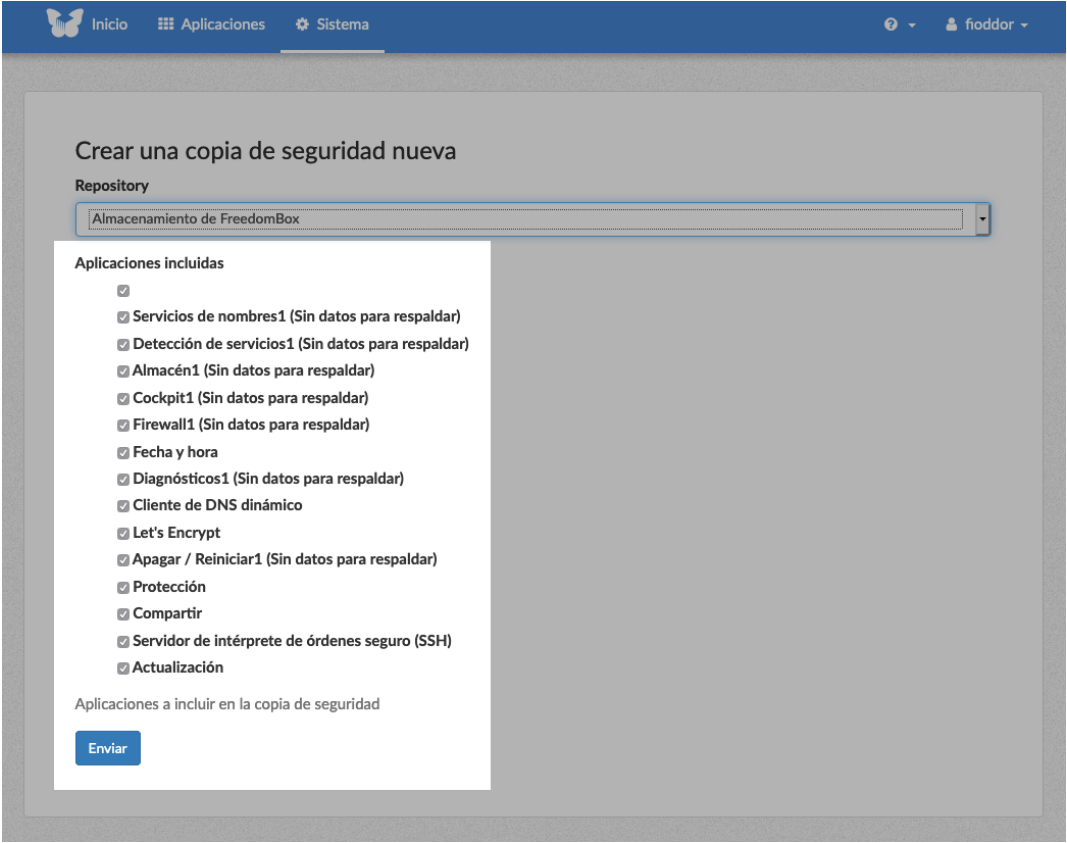 Inicio Aplicaciones Sistema fioddor
Crear una copia de seguridad nueva
Repository
Almacenamiento de FreedomBox
Aplicaciones incluidas
Servicios de nombres1 (Sin datos para respaldar)
Detección de servicios1 (Sin datos para respaldar)
Almacén1 (Sin datos para respaldar)
Cockpit1 (Sin datos para respaldar)
Firewall1 (Sin datos para respaldar)
Fecha y hora
Diagnósticos1 (Sin datos para respaldar)
Cliente de DNS dinámico
Let's Encrypt
Apagar / Reiniciar1 (Sin datos para respaldar)
Protección
Compartir
Servidor de intérprete de órdenes seguro (SSH)
Actualización
Aplicaciones a incluir en la copia de seguridad
Enviar